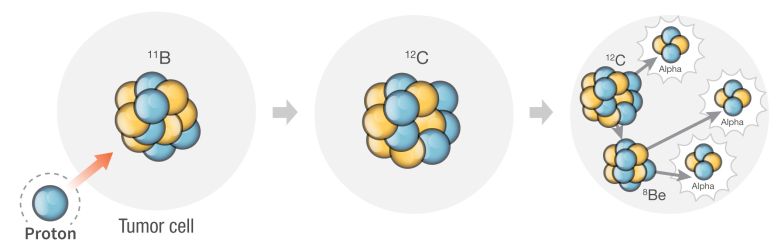 ¹¹B
Proton
Tumor cell
¹²C
¹²C
Alpha
Alpha
⁸Be
Alpha